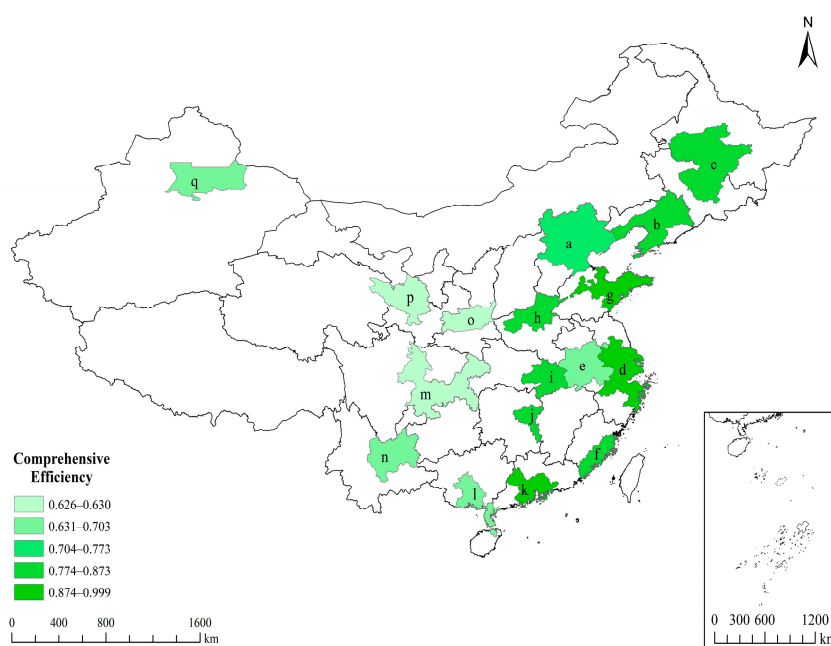 N
c
q
b
a
p
g
o
h
e
d
i
m
j
n
f
l
k
Comprehensive
Efficiency
0.626–0.630
0.631–0.703
0.704–0.773
0.774–0.873
0.874–0.999
0 400 800 1600
km
0 300 600 1200
km